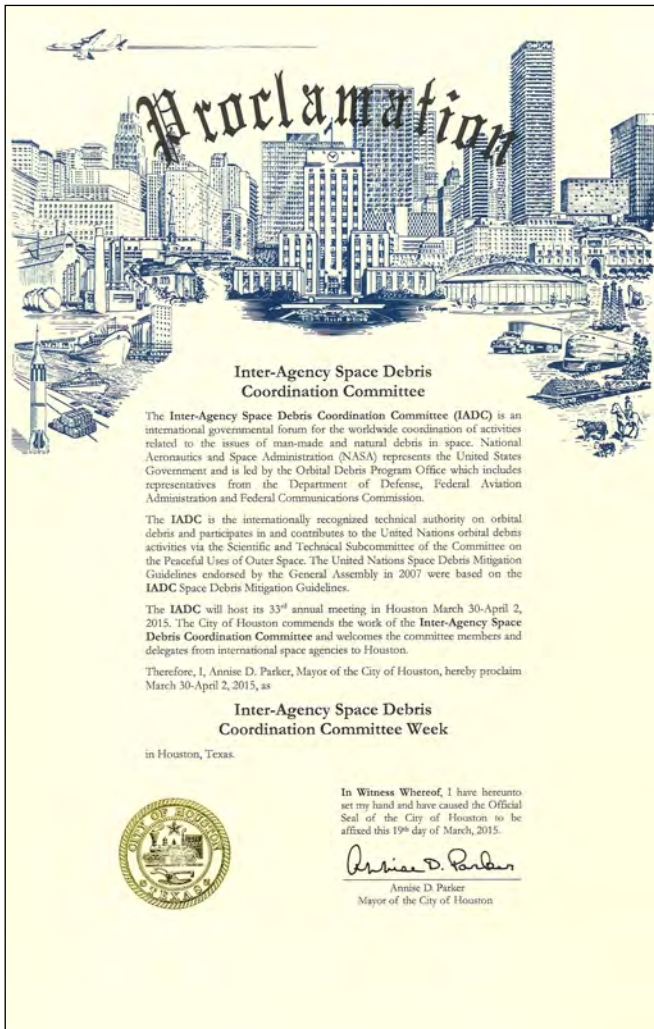 Proclamation
Inter-Agency Space Debris
Coordination Committee
The Inter-Agency Space Debris Coordination Committee (IADC) is an
international governmental forum for the worldwide coordination of activities
related to the issues of man-made and natural debris in space. National
Aeronautics and Space Administration (NASA) represents the United States
Government and is led by the Orbital Debris Program Office which includes
representatives from the Department of Defense, Federal Aviation
Administration and Federal Communications Commission.
The IADC is the internationally recognized technical authority on orbital
debris and participates in and contributes to the United Nations orbital debris
activities via the Scientific and Technical Subcommittee of the Committee on
the Peaceful Uses of Outer Space. The United Nations Space Debris Mitigation
Guidelines endorsed by the General Assembly in 2007 were based on the
IADC Space Debris Mitigation Guidelines.
The IADC will host its 33rd annual meeting in Houston March 30-April 2,
2015. The City of Houston commends the work of the Inter-Agency Space
Debris Coordination Committee and welcomes the committee members and
delegates from international space agencies to Houston.
Therefore, I, Annise D. Parker, Mayor of the City of Houston, hereby proclaim
March 30-April 2, 2015, as
Inter-Agency Space Debris
Coordination Committee Week
in Houston, Texas.
In Witness Whereof, I have hereunto
set my hand and have caused the Official
Seal of the City of Houston to be
affixed this 19th day of March, 2015.
Annise D. Parker
Annise D. Parker
Mayor of the City of Houston
CITY OF HOUSTON
TEXAS